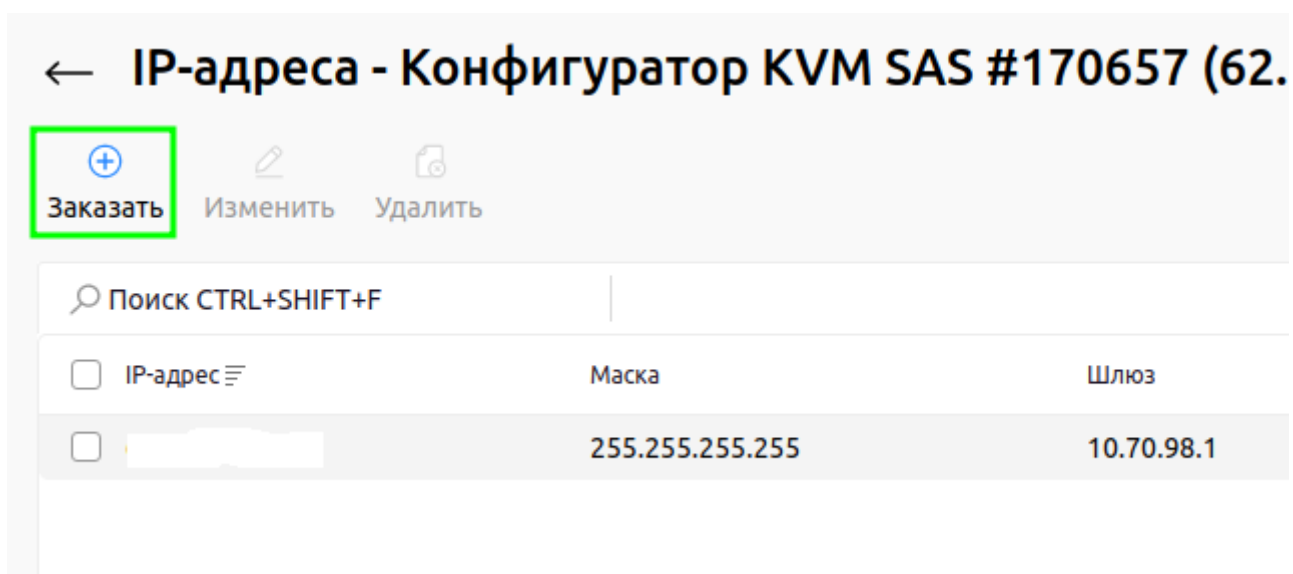 ← IP-адреса - Конфигуратор KVM SAS #170657 (62.
Заказать Изменить Удалить
Поиск CTRL+SHIFT+F
IP-адрес Маска Шлюз
255.255.255.255 10.70.98.1